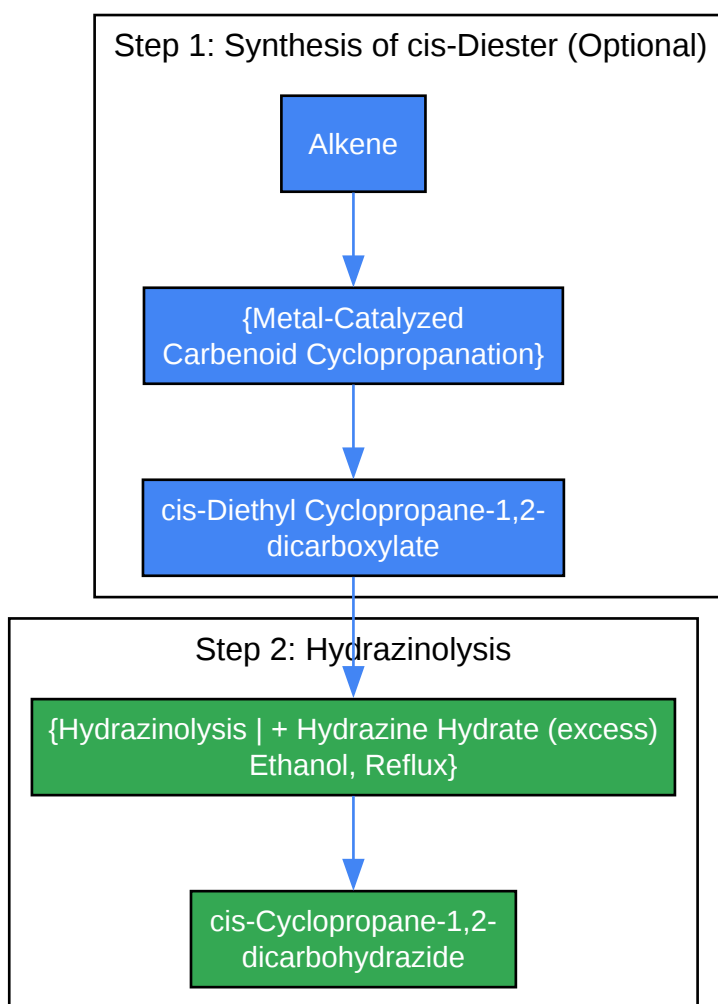 Step 1: Synthesis of cis-Diester (Optional)
Alkene
{Metal-Catalyzed
Carbenoid Cyclopropanation}
cis-Diethyl Cyclopropane-1,2-
dicarboxylate
Step 2: Hydrazinolysis
{Hydrazinolysis | + Hydrazine Hydrate (excess)
Ethanol, Reflux}
cis-Cyclopropane-1,2-
dicarbohydrazide